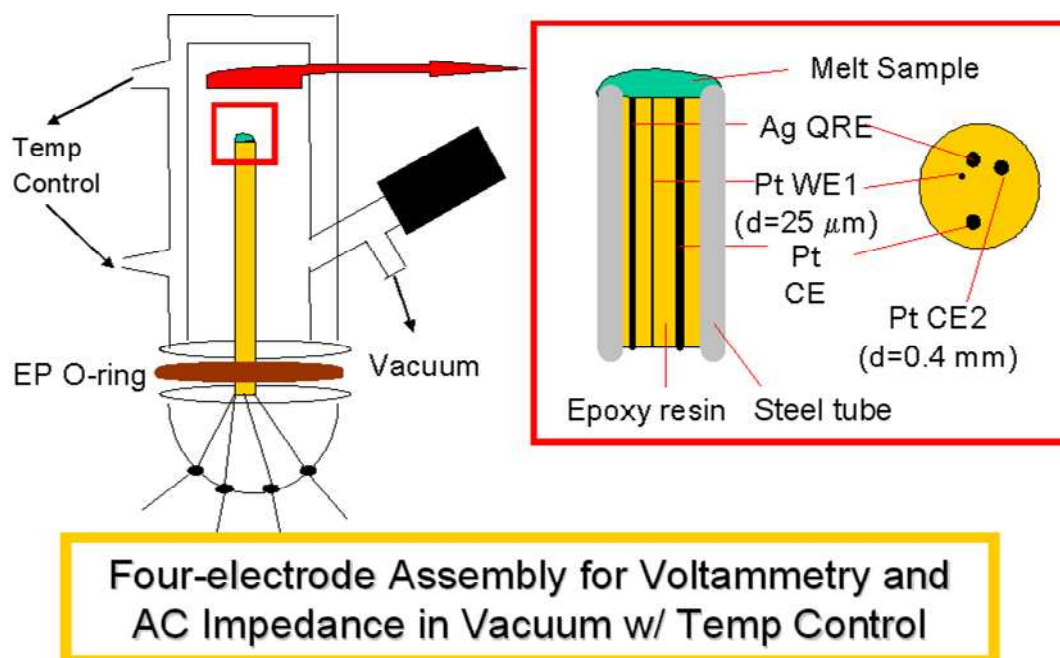 Temp
Control
EP O-ring
Vacuum
Melt Sample
Ag QRE
Pt WE1
(d=25 μm)
Pt
CE
Pt CE2
(d=0.4 mm)
Epoxy resin
Steel tube
Four-electrode Assembly for Voltammetry and
AC Impedance in Vacuum w/ Temp Control